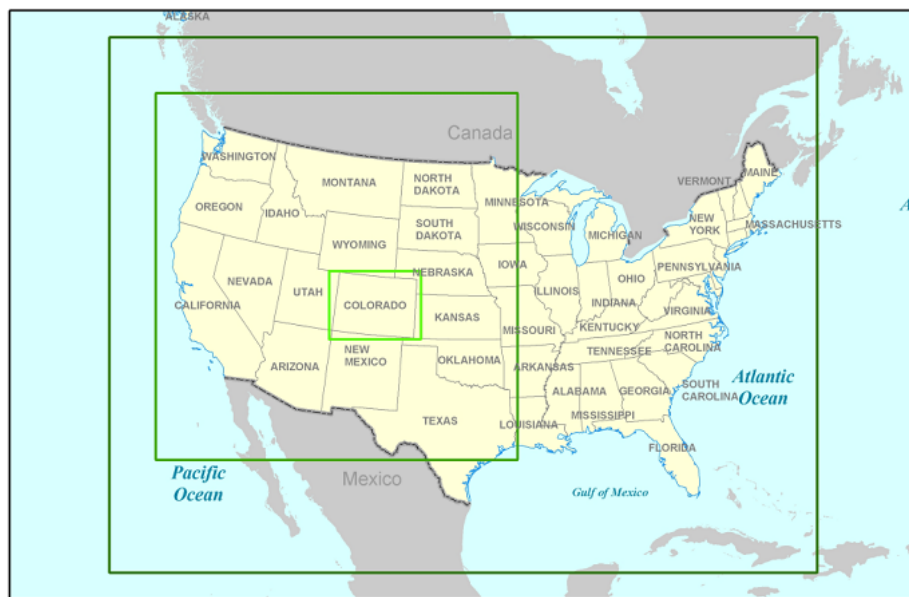 ALASKA
Canada
WASHINGTON
MONTANA
NORTH
DAKOTA
MINNESOTA
VERMONT
MAINE
OREGON
IDAHO
SOUTH
DAKOTA
WISCONSIN
MICHIGAN
NEW
YORK
MASSACHUSETTS
WYOMING
NEBRASKA
IOWA
PENNSYLVANIA
NEVADA
UTAH
COLORADO
ILLINOIS
INDIANA
OHIO
CALIFORNIA
KANSAS
MISSOURI
KENTUCKY
VIRGINIA
NORTH
CAROLINA
ARIZONA
NEW
MEXICO
OKLAHOMA
ARKANSAS
TENNESSEE
TEXAS
LOUISIANA
ALABAMA
MISSISSIPPI
GEORGIA
SOUTH
CAROLINA
Atlantic
Ocean
FLORIDA
Pacific
Ocean
Mexico
Gulf of Mexico